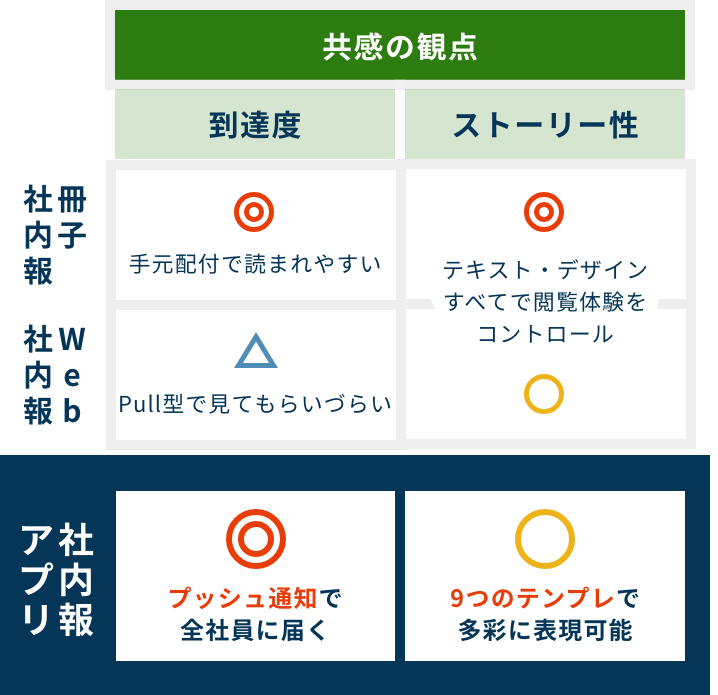 共感の観点
到達度
ストーリー性
冊子
社内報
◎
手元配付で読まれやすい
◎
テキスト・デザイン
すべてで閲覧体験を
コントロール
Web
社内報
△
Pull型で見てもらいづらい
○
社内報
アプリ
◎
プッシュ通知で
全社員に届く
○
9つのテンプレで
多彩に表現可能